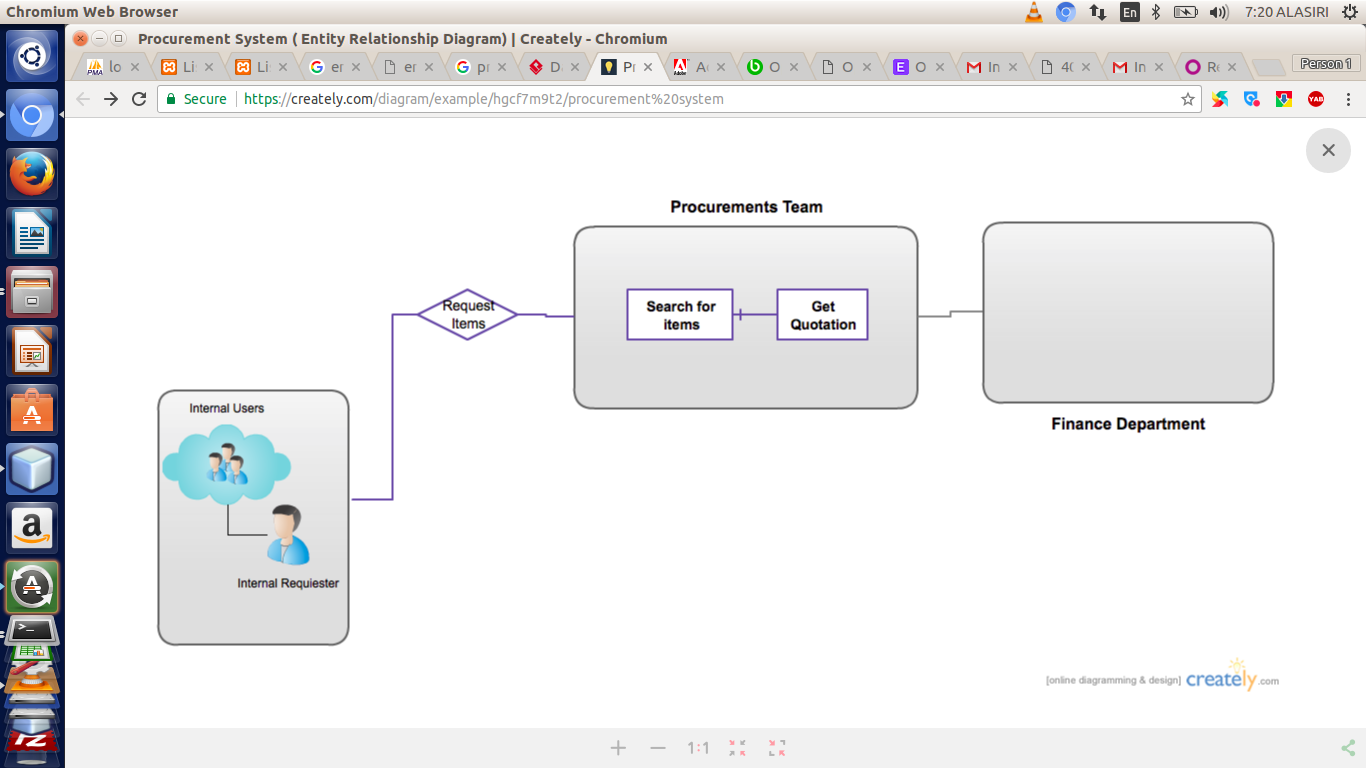 Chromium Web Browser
En
7:20 ALASIRI
Procurement System ( Entity Relationship Diagram) | Creately - Chromium
PMA lo
Li
Li
er
er
pr
D
Pr
Ac
O
O
O
In
40
In
Re
Person 1
Secure
https://creately.com/diagram/example/hgcf7m9t2/procurement%20system
YAB
Procurements Team
Request
Items
Search for
items
Get
Quotation
Internal Users
Finance Department
Internal Requiester
[online diagramming & design] creately.com
1:1